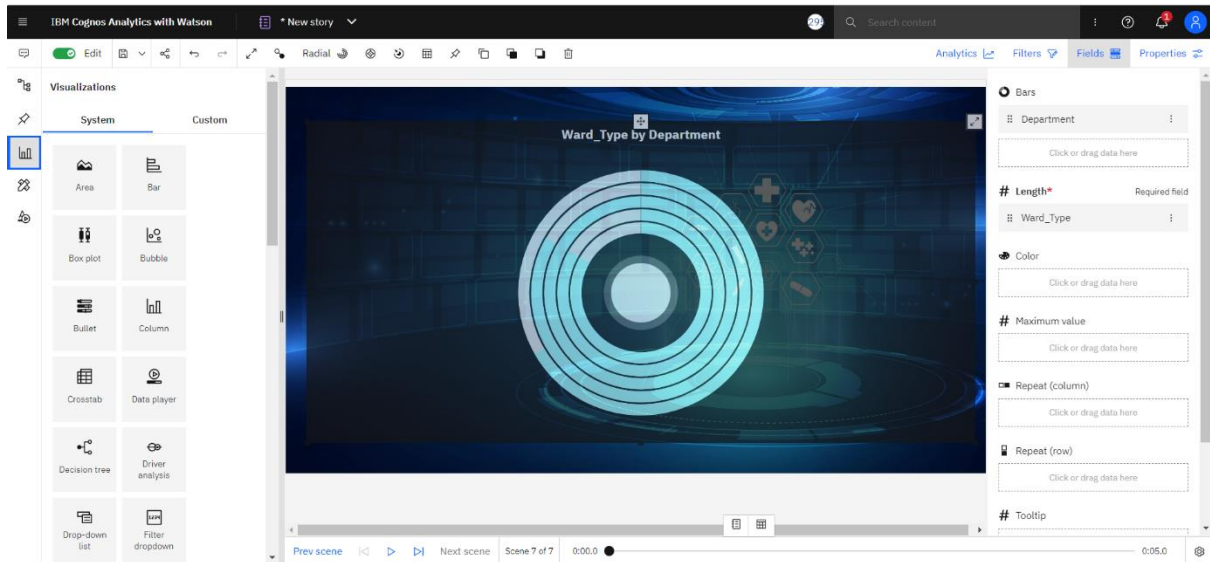 IBM Cognos Analytics with Watson
* New story
295
Search content
1
Edit
Radial
Analytics
Filters
Fields
Properties
Visualizations
System
Custom
Area
Bar
Box plot
Bubble
Bullet
Column
Crosstab
Data player
Decision tree
Driver
analysis
Drop-down
list
Filter
dropdown
Ward_Type by Department
Bars
Department
Click or drag data here
# Length*
Required field
Ward_Type
Color
Click or drag data here
# Maximum value
Click or drag data here
Repeat (column)
Click or drag data here
Repeat (row)
Click or drag data here
# Tooltip
Prev scene
Next scene
Scene 7 of 7
0:00.0
0:05.0